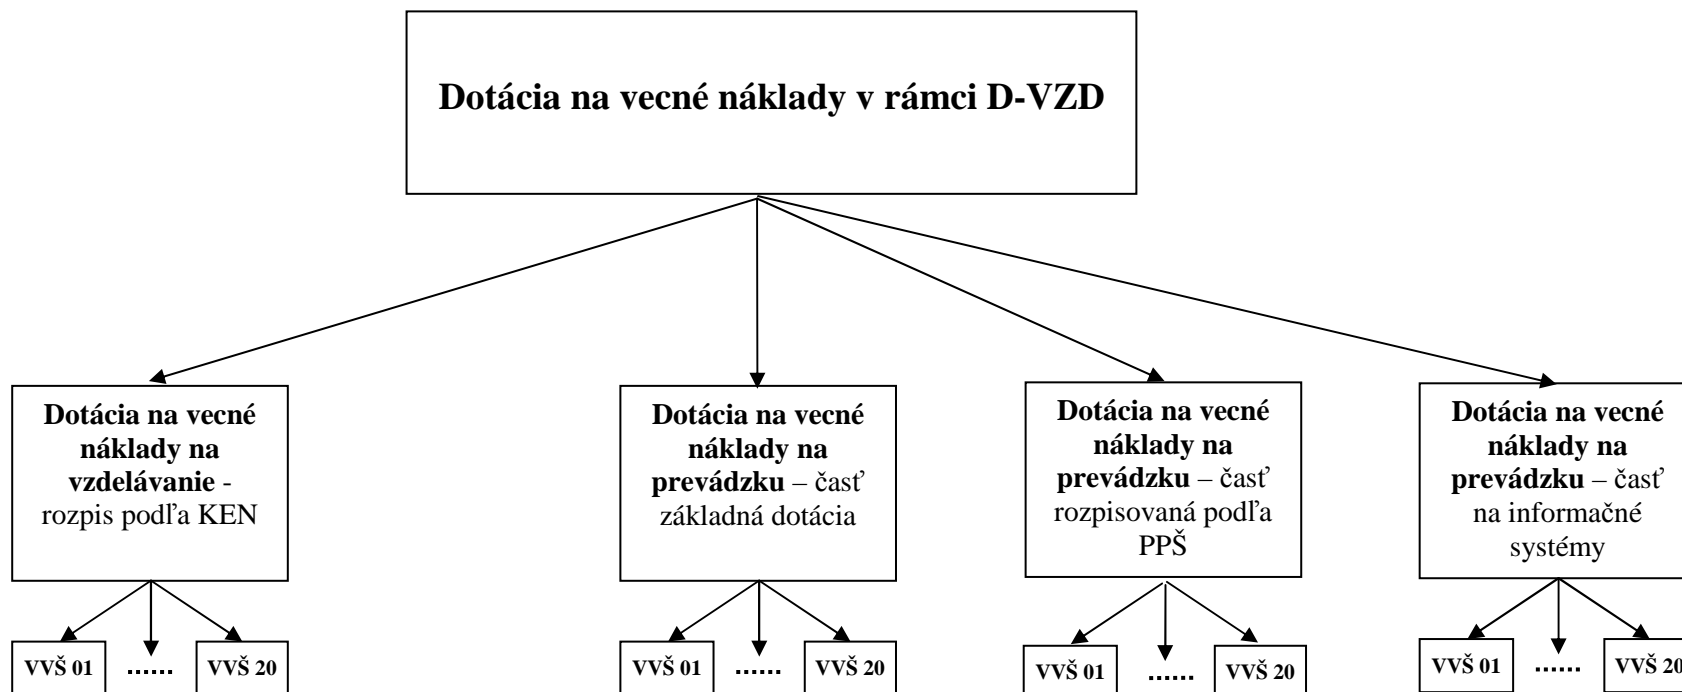 Dotácia na vecné náklady v rámci D-VZD
Dotácia na vecné
náklady na
vzdelávanie -
rozpis podľa KEN
Dotácia na vecné
náklady na
prevádzku – časť
základná dotácia
Dotácia na vecné
náklady na
prevádzku – časť
rozpisovaná podľa
PPŠ
Dotácia na vecné
náklady na
prevádzku – časť
na informačné
systémy
VVŠ 01 ...... VVŠ 20
VVŠ 01 ...... VVŠ 20
VVŠ 01 ...... VVŠ 20
VVŠ 01 ...... VVŠ 20